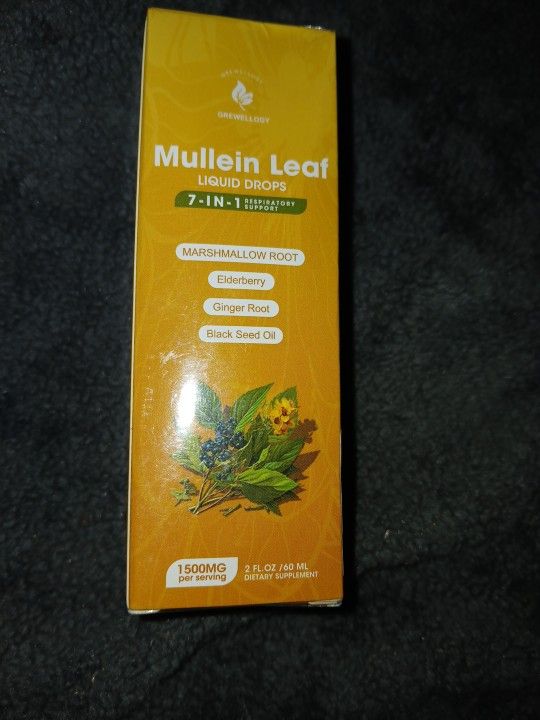 GREWELLOGY
Mullein Leaf
LIQUID DROPS
7-IN-1 RESPIRATORY
SUPPORT
MARSHMALLOW ROOT
Elderberry
Ginger Root
Black Seed Oil
1500MG
per serving
2 FL.OZ /60 ML
DIETARY SUPPLEMENT